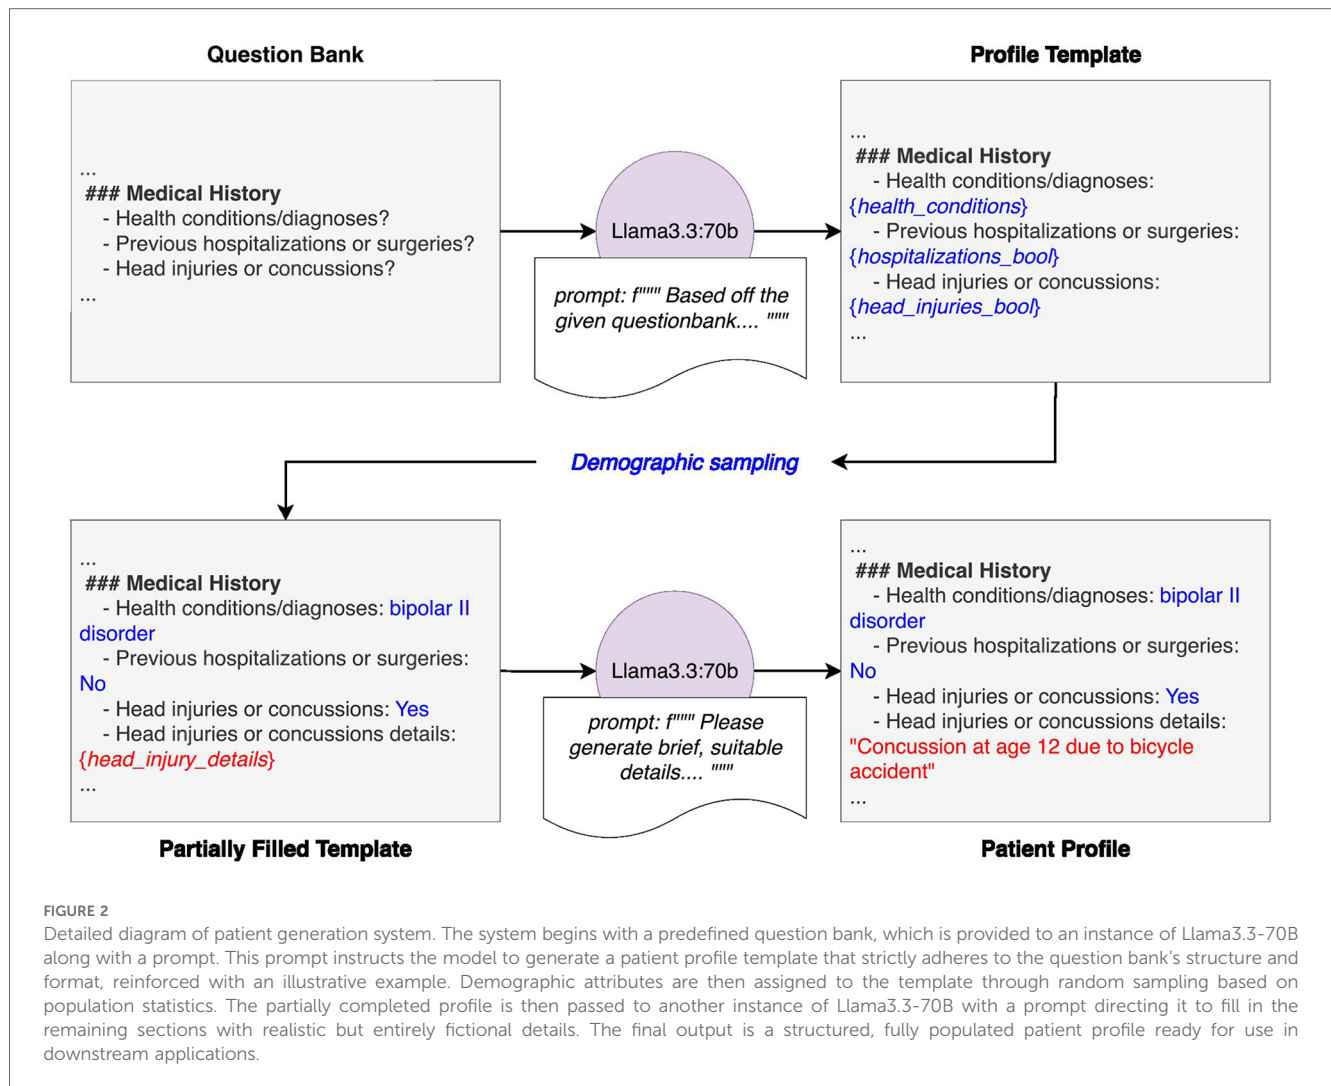 Question Bank
...
### Medical History
- Health conditions/diagnoses?
- Previous hospitalizations or surgeries?
- Head injuries or concussions?
...
Llama3.3:70b
prompt: f""" Based off the
given questionbank.... """
Profile Template
...
### Medical History
- Health conditions/diagnoses:
{health_conditions}
- Previous hospitalizations or surgeries:
{hospitalizations_bool}
- Head injuries or concussions:
{head_injuries_bool}
...
Demographic sampling
...
### Medical History
- Health conditions/diagnoses: bipolar II
disorder
- Previous hospitalizations or surgeries:
No
- Head injuries or concussions: Yes
- Head injuries or concussions details:
{head_injury_details}
...
Partially Filled Template
Llama3.3:70b
prompt: f""" Please
generate brief, suitable
details.... """
...
### Medical History
- Health conditions/diagnoses: bipolar II
disorder
- Previous hospitalizations or surgeries:
No
- Head injuries or concussions: Yes
- Head injuries or concussions details:
"Concussion at age 12 due to bicycle
accident"
...
Patient Profile
FIGURE 2
Detailed diagram of patient generation system. The system begins with a predefined question bank, which is provided to an instance of Llama3.3-70B
along with a prompt. This prompt instructs the model to generate a patient profile template that strictly adheres to the question bank's structure and
format, reinforced with an illustrative example. Demographic attributes are then assigned to the template through random sampling based on
population statistics. The partially completed profile is then passed to another instance of Llama3.3-70B with a prompt directing it to fill in the
remaining sections with realistic but entirely fictional details. The final output is a structured, fully populated patient profile ready for use in
downstream applications.